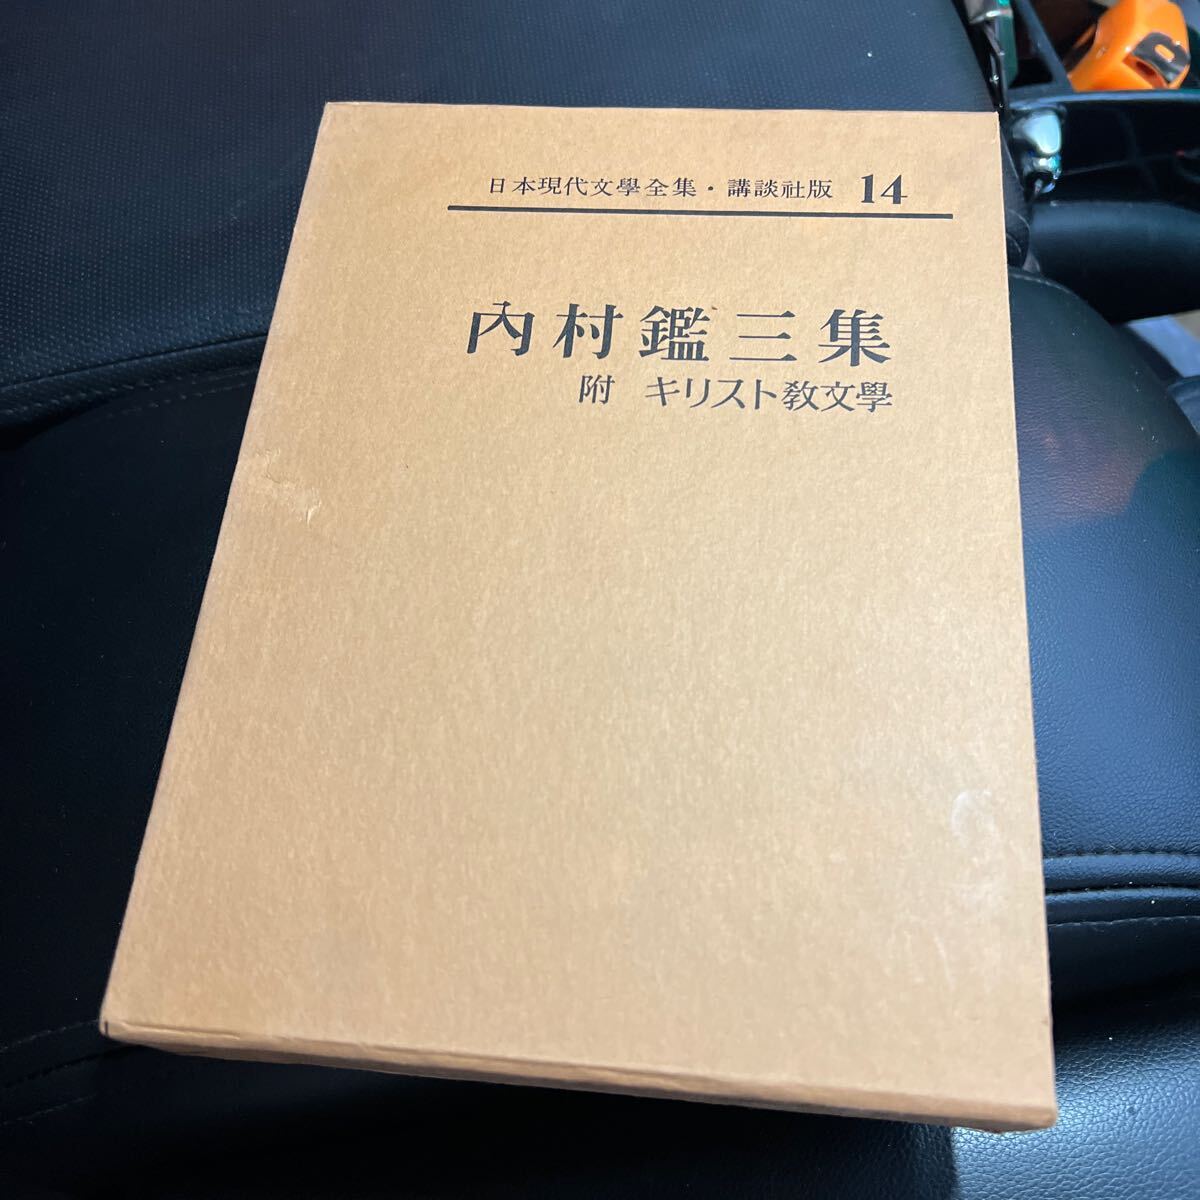 日本現代文學全集・講談社版 14
內村鑑三集
附 キリスト敎文學